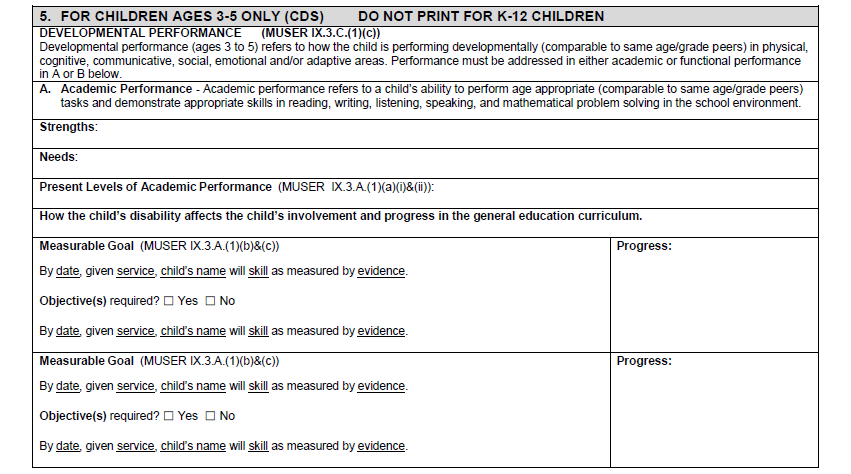 5. FOR CHILDREN AGES 3-5 ONLY (CDS) DO NOT PRINT FOR K-12 CHILDREN
DEVELOPMENTAL PERFORMANCE (MUSER IX.3.C.(1)(c))
Developmental performance (ages 3 to 5) refers to how the child is performing developmentally (comparable to same age/grade peers) in physical,
cognitive, communicative, social, emotional and/or adaptive areas. Performance must be addressed in either academic or functional performance
in A or B below.
A. Academic Performance - Academic performance refers to a child's ability to perform age appropriate (comparable to same age/grade peers)
tasks and demonstrate appropriate skills in reading, writing, listening, speaking, and mathematical problem solving in the school environment.
Strengths:
Needs:
Present Levels of Academic Performance (MUSER IX.3.A.(1)(a)(i)&(ii)):
How the child's disability affects the child's involvement and progress in the general education curriculum.
Measurable Goal (MUSER IX.3.A.(1)(b)&(c)) Progress:
By date, given service, child's name will skill as measured by evidence.
Objective(s) required? ☐ Yes ☐ No
By date, given service, child's name will skill as measured by evidence.
Measurable Goal (MUSER IX.3.A.(1)(b)&(c)) Progress:
By date, given service, child's name will skill as measured by evidence.
Objective(s) required? ☐ Yes ☐ No
By date, given service, child's name will skill as measured by evidence.